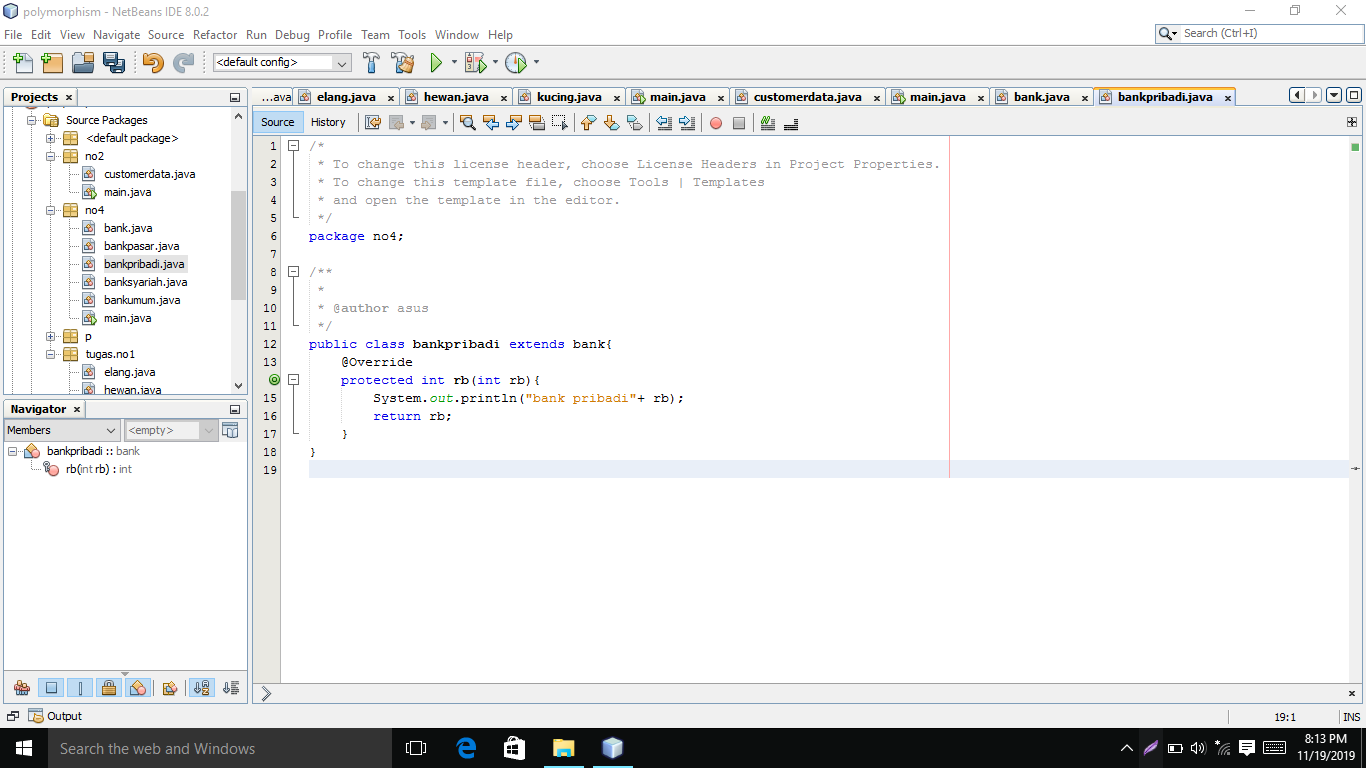 polymorphism - NetBeans IDE 8.0.2
File Edit View Navigate Source Refactor Run Debug Profile Team Tools Window Help
Search (Ctrl+I)
<default config>
Projects
Source Packages
<default package>
no2
customerdata.java
main.java
no4
bank.java
bankpasar.java
bankpribadi.java
banksyariah.java
bankumum.java
main.java
p
tugas.no1
elang.java
hewan.java
Navigator
Members
<empty>
bankpribadi :: bank
rb(int rb) : int
...ava elang.java hewan.java kucing.java main.java customerdata.java main.java bank.java bankpribadi.java
Source History
1 /*
2 * To change this license header, choose License Headers in Project Properties.
3 * To change this template file, choose Tools | Templates
4 * and open the template in the editor.
5 */
6 package no4;
7
8 /**
9 *
10 * @author asus
11 */
12 public class bankpribadi extends bank{
13 @Override
protected int rb(int rb){
15 System.out.println("bank pribadi"+ rb);
16 return rb;
17 }
18 }
19
Output
19:1 INS
Search the web and Windows
8:13 PM
11/19/2019